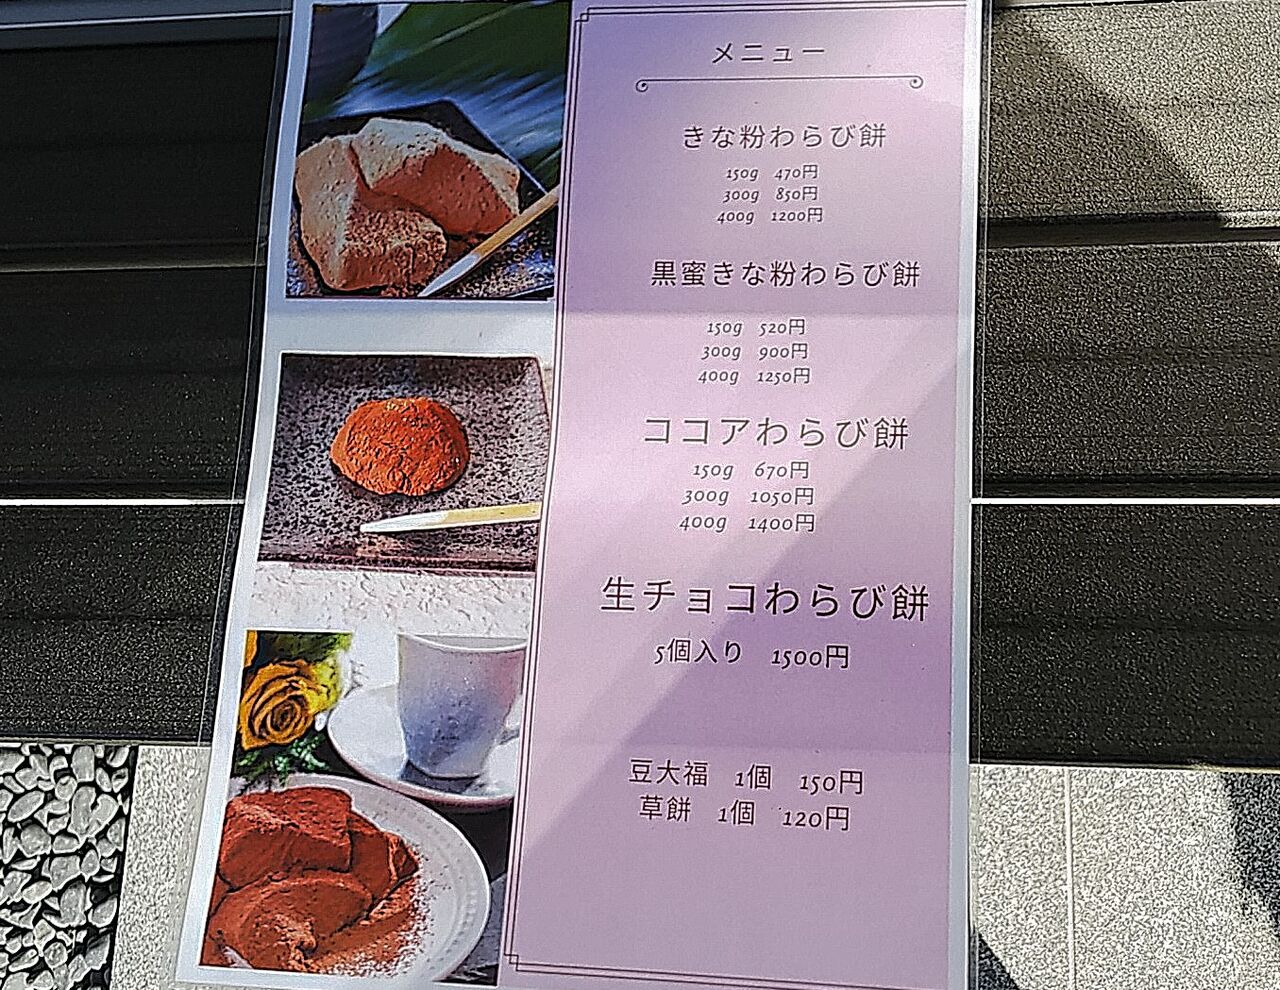 メニュー
きな粉わらび餅
150g 470円
300g 850円
400g 1200円
黒蜜きな粉わらび餅
150g 520円
300g 900円
400g 1250円
ココアわらび餅
150g 670円
300g 1050円
400g 1400円
生チョコわらび餅
5個入り 1500円
豆大福 1個 150円
草餅 1個 120円